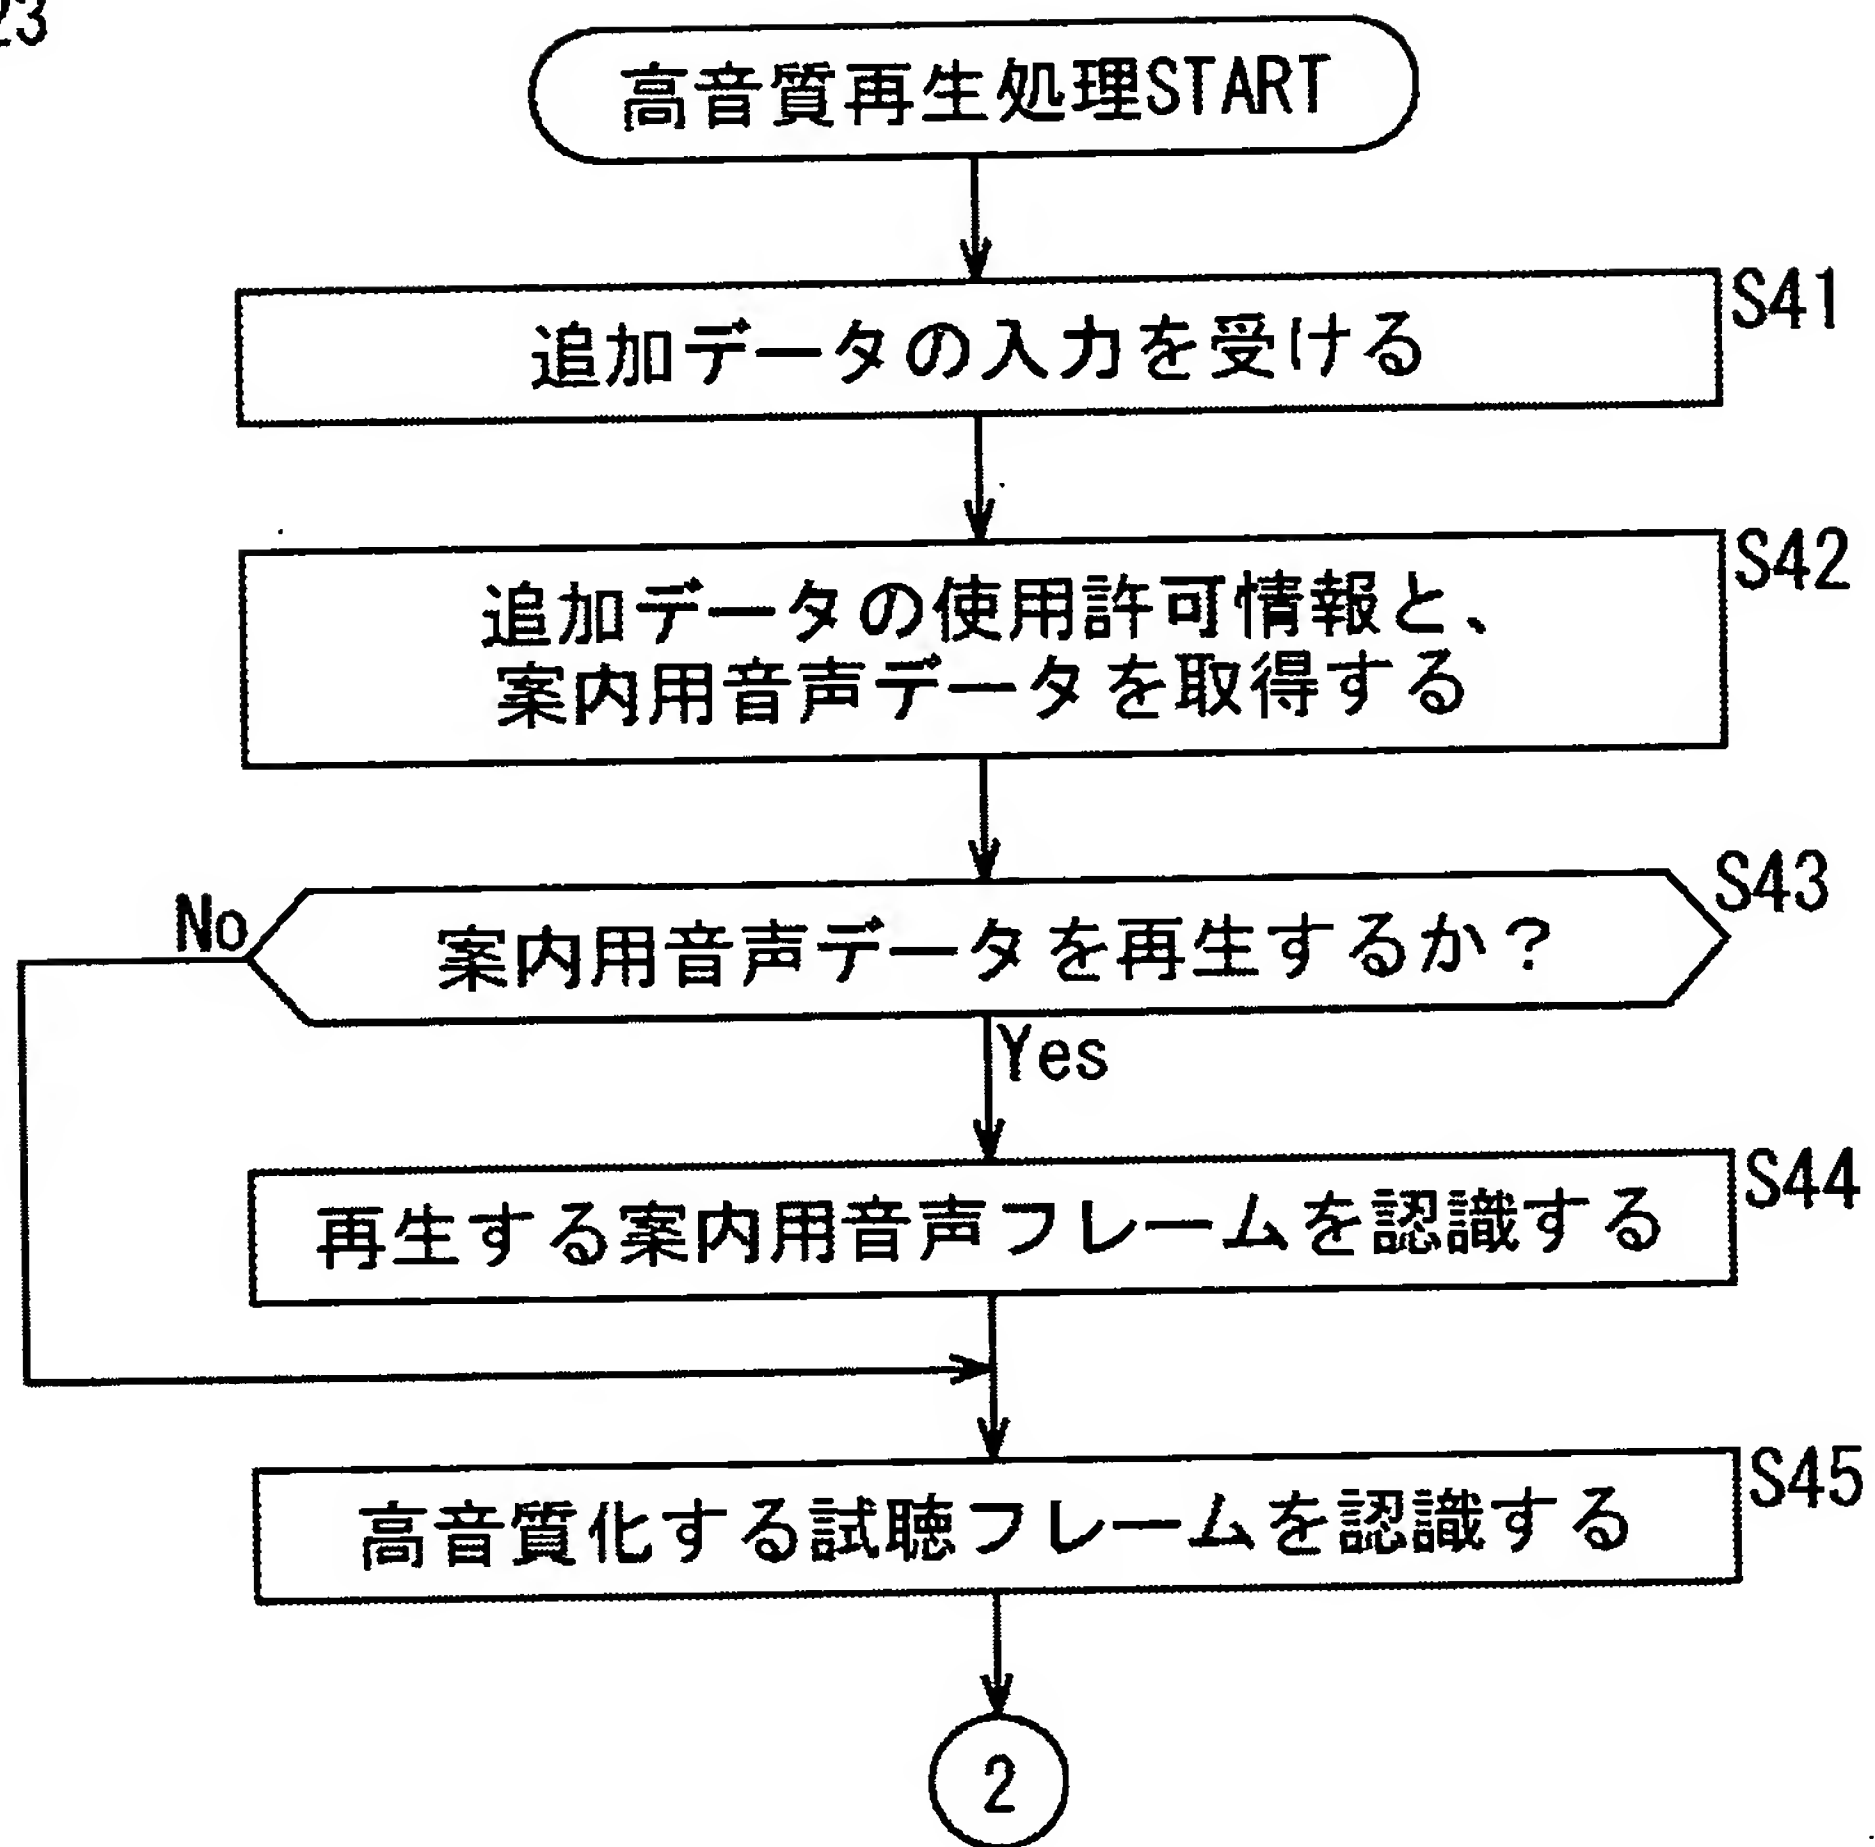 23
高音質再生処理START
S41
追加データの入力を受ける
S42
追加データの使用許可情報と、
案内用音声データを取得する
S43
No
案内用音声データを再生するか?
Yes
S44
再生する案内用音声フレームを認識する
S45
高音質化する試聴フレームを認識する
2